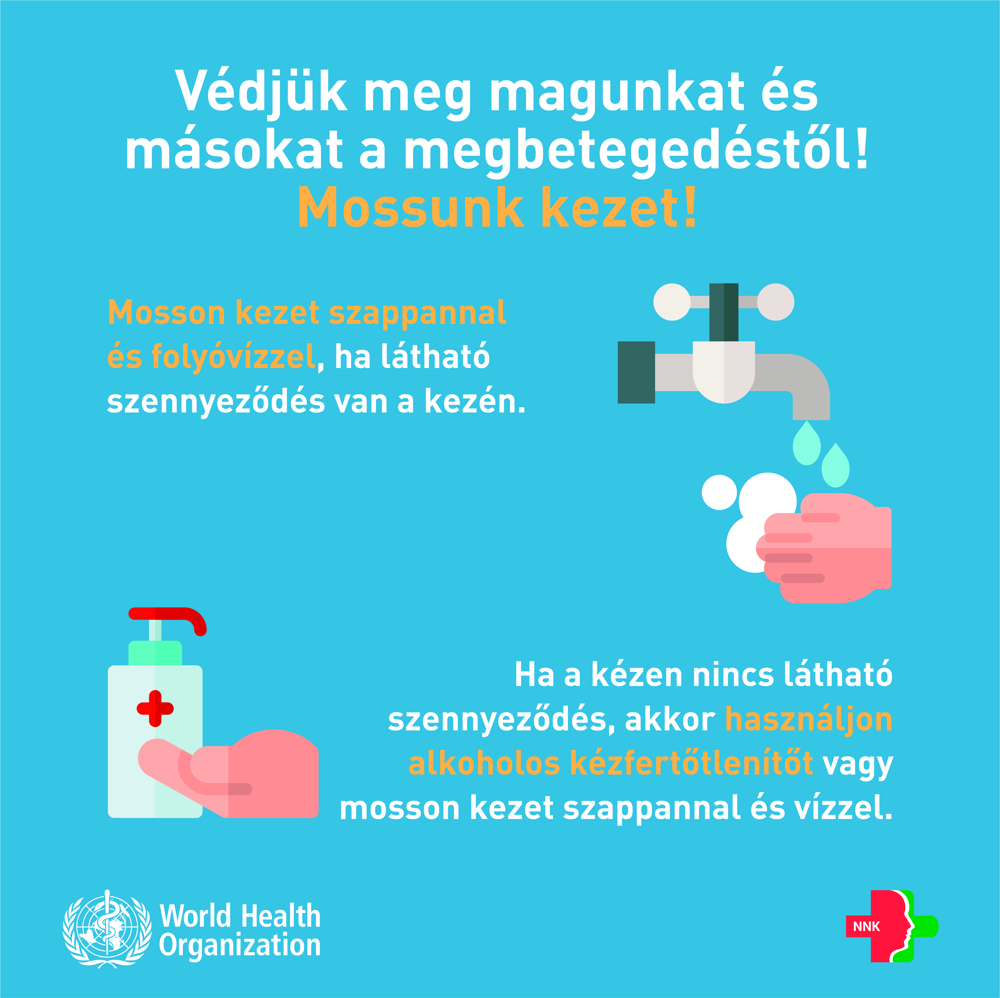 Védjük meg magunkat és
másokat a megbetegedéstől!
Mossunk kezet!
Mosson kezet szappannal
és folyóvízzel, ha látható
szennyeződés van a kezén.
Ha a kézen nincs látható
szennyeződés, akkor használjon
alkoholos kézfertőtlenítőt vagy
mosson kezet szappannal és vízzel.
World Health
Organization
NNK